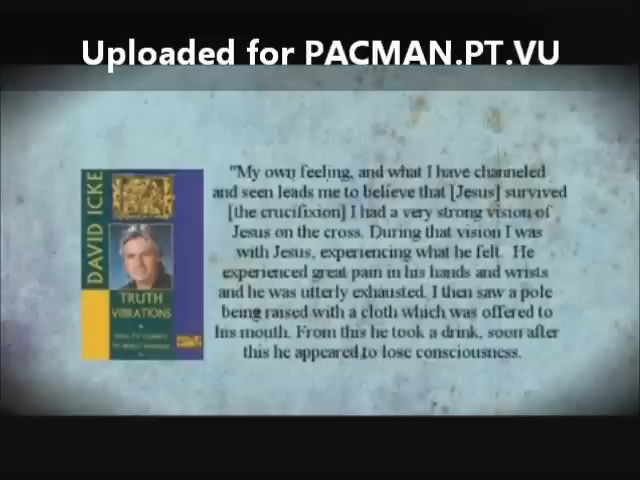 Uploaded for PACMAN.PT.VU
DAVID ICKE
TRUTH
VIBRATIONS
"My own feeling, and what I have channeled
and seen leads me to believe that [Jesus] survived
[the crucifixion] I had a very strong vision of
Jesus on the cross. During that vision I was
with Jesus, experiencing what he felt. He
experienced great pain in his hands and wrists
and he was utterly exhausted. I then saw a pole
being raised with a cloth which was offered to
his mouth. From this he took a drink, soon after
this he appeared to lose consciousness.